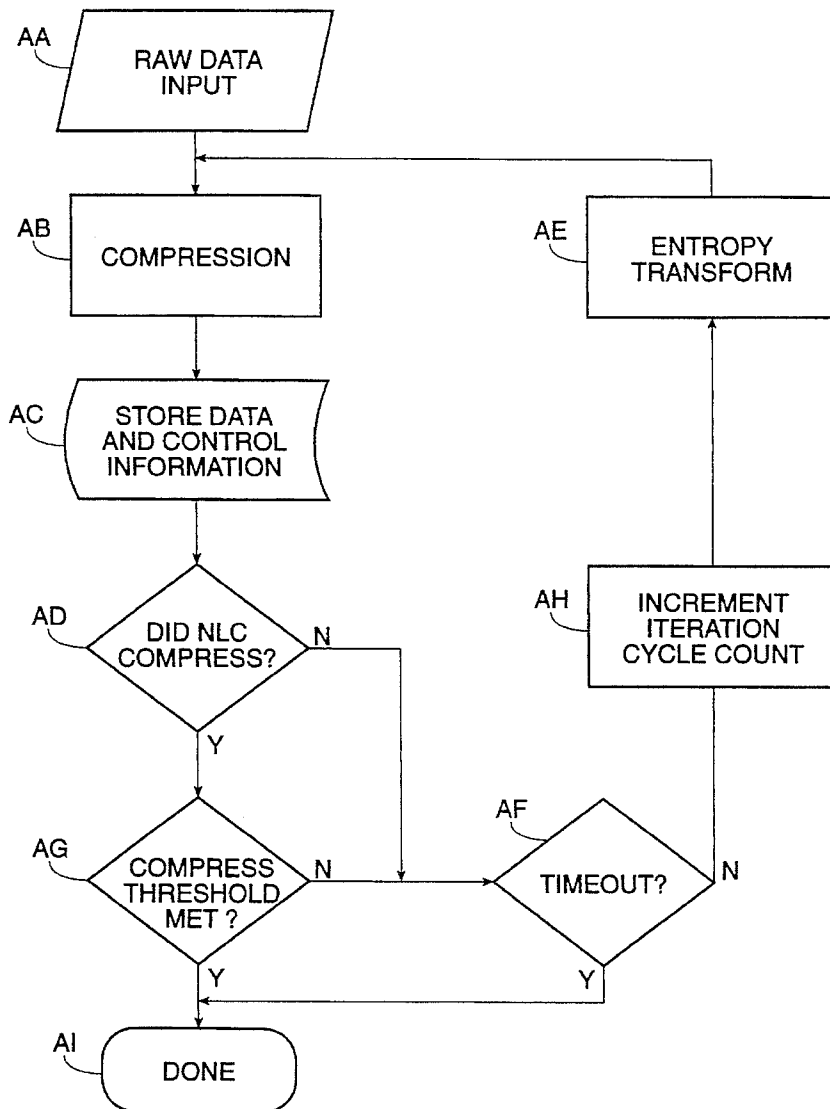 AA
RAW DATA
INPUT
AB
COMPRESSION
AE
ENTROPY
TRANSFORM
AC
STORE DATA
AND CONTROL
INFORMATION
AD
DID NLC
COMPRESS?
N
Y
AH
INCREMENT
ITERATION
CYCLE COUNT
AG
COMPRESS
THRESHOLD
MET ?
N
Y
AF
TIMEOUT?
N
Y
AI
DONE